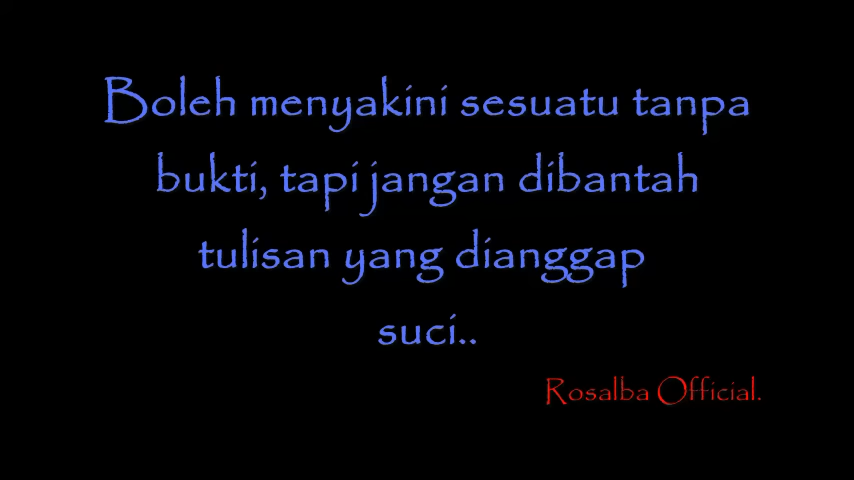 Boleh menyakini sesuatu tanpa
bukti, tapi jangan dibantah
tulisan yang dianggap
suci..
Rosalba Official.